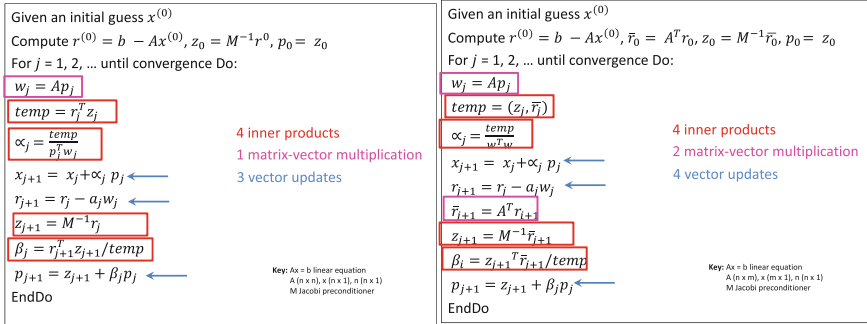 Given an initial guess x^(0)
Compute r^(0) = b − Ax^(0), z_0 = M^−1 r^0, p_0 = z_0
For j = 1, 2, … until convergence Do:
w_j = Ap_j
temp = r_j^T z_j
∝_j = temp / p_j^T w_j
x_j+1 = x_j + ∝_j p_j
r_j+1 = r_j − a_j w_j
z_j+1 = M^−1 r_j
β_j = r_j+1^T z_j+1 / temp
p_j+1 = z_j+1 + β_j p_j
EndDo
4 inner products
1 matrix-vector multiplication
3 vector updates
Key: Ax = b linear equation
A (n x n), x (n x 1), n (n x 1)
M Jacobi preconditioner
Given an initial guess x^(0)
Compute r^(0) = b − Ax^(0), r̄_0 = A^T r_0, z_0 = M^−1 r̄_0, p_0 = z_0
For j = 1, 2, … until convergence Do:
w_j = Ap_j
temp = (z_j, r̄_j)
∝_j = temp / w^T w
x_j+1 = x_j + ∝_j p_j
r_j+1 = r_j − a_j w_j
r̄_j+1 = A^T r_i+1
z_j+1 = M^−1 r̄_j+1
β_i = z_j+1^T r̄_j+1 / temp
p_j+1 = z_j+1 + β_j p_j
EndDo
4 inner products
2 matrix-vector multiplication
4 vector updates
Key: Ax = b linear equation
A (n x m), x (m x 1), n (n x 1)
M Jacobi preconditioner